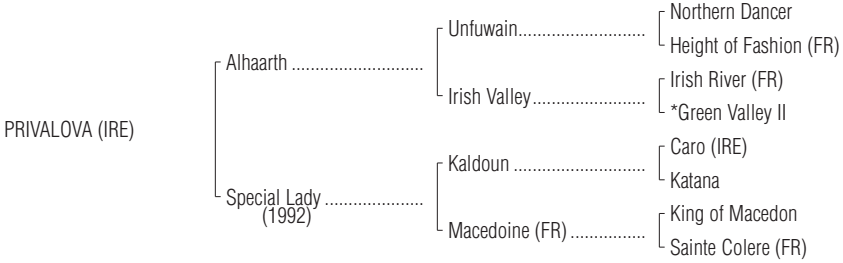 Northern Dancer
Unfuwain..............................
Height of Fashion (FR)
Alhaarth ..............................
Irish River (FR)
Irish Valley...........................
*Green Valley II
PRIVALOVA (IRE)
Caro (IRE)
Kaldoun ..............................
Katana
Special Lady .......................
(1992)
King of Macedon
Macedoine (FR) .................
Sainte Colere (FR)